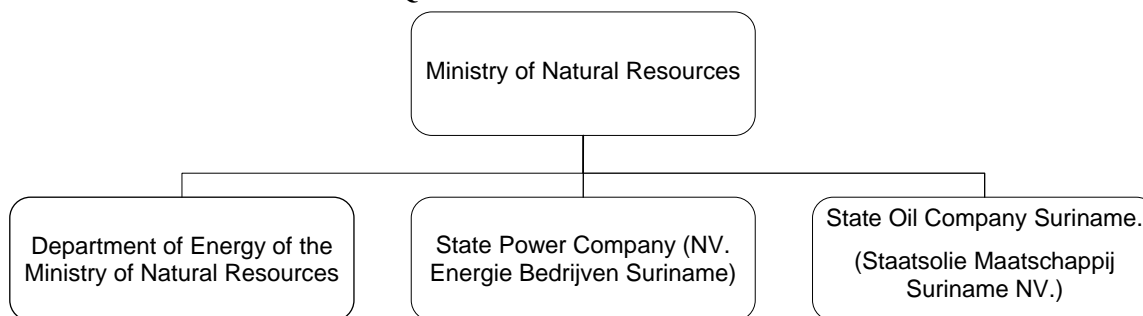 Ministry of Natural Resources
Department of Energy of the
Ministry of Natural Resources
State Power Company (NV.
Energie Bedrijven Suriname)
State Oil Company Suriname.
(Staatsolie Maatschappij
Suriname NV.)